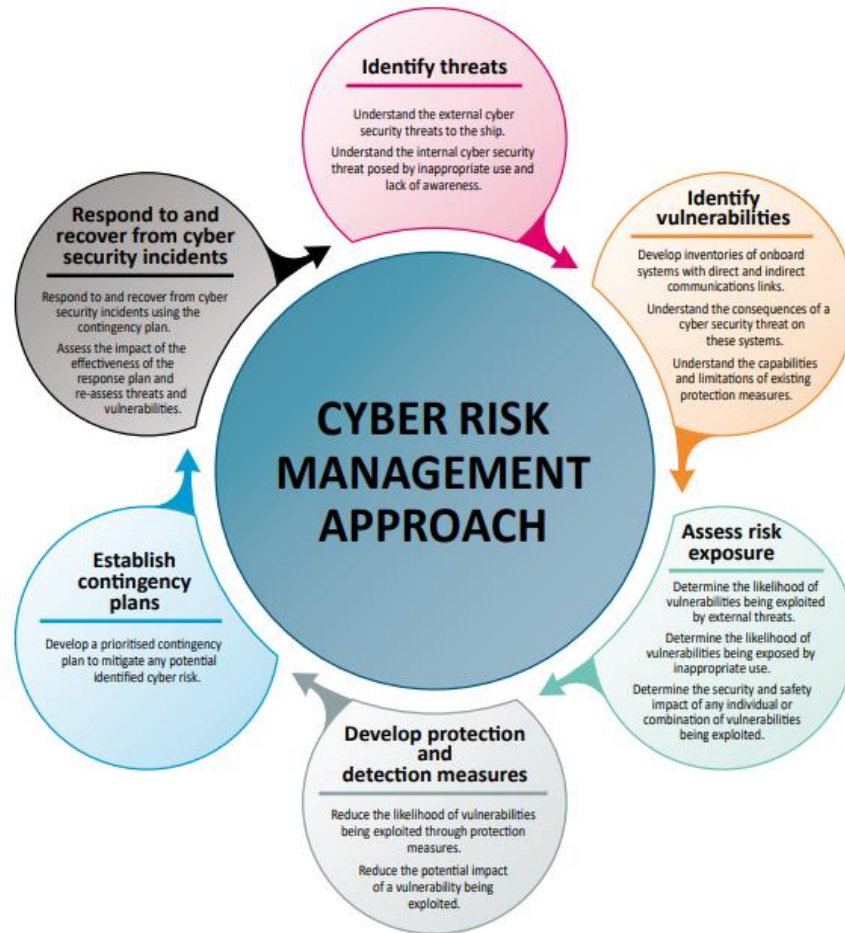 Identify threats
Understand the external cyber
security threats to the ship.
Understand the internal cyber security
threat posed by inappropriate use and
lack of awareness.
Identify
vulnerabilities
Develop inventories of onboard
systems with direct and indirect
communications links.
Understand the consequences of a
cyber security threat on
these systems.
Understand the capabilities
and limitations of existing
protection measures.
Assess risk
exposure
Determine the likelihood of
vulnerabilities being exploited
by external threats.
Determine the likelihood of
vulnerabilities being exposed by
inappropriate use.
Determine the security and safety
impact of any individual or
combination of vulnerabilities
being exploited.
Develop protection
and
detection measures
Reduce the likelihood of vulnerabilities
being exploited through protection
measures.
Reduce the potential impact
of a vulnerability being
exploited.
Establish
contingency
plans
Develop a prioritised contingency
plan to mitigate any potential
identified cyber risk.
Respond to and
recover from cyber
security incidents
Respond to and recover from cyber
security incidents using the
contingency plan.
Assess the impact of the
effectiveness of the
response plan and
re-assess threats and
vulnerabilities.
CYBER RISK
MANAGEMENT
APPROACH